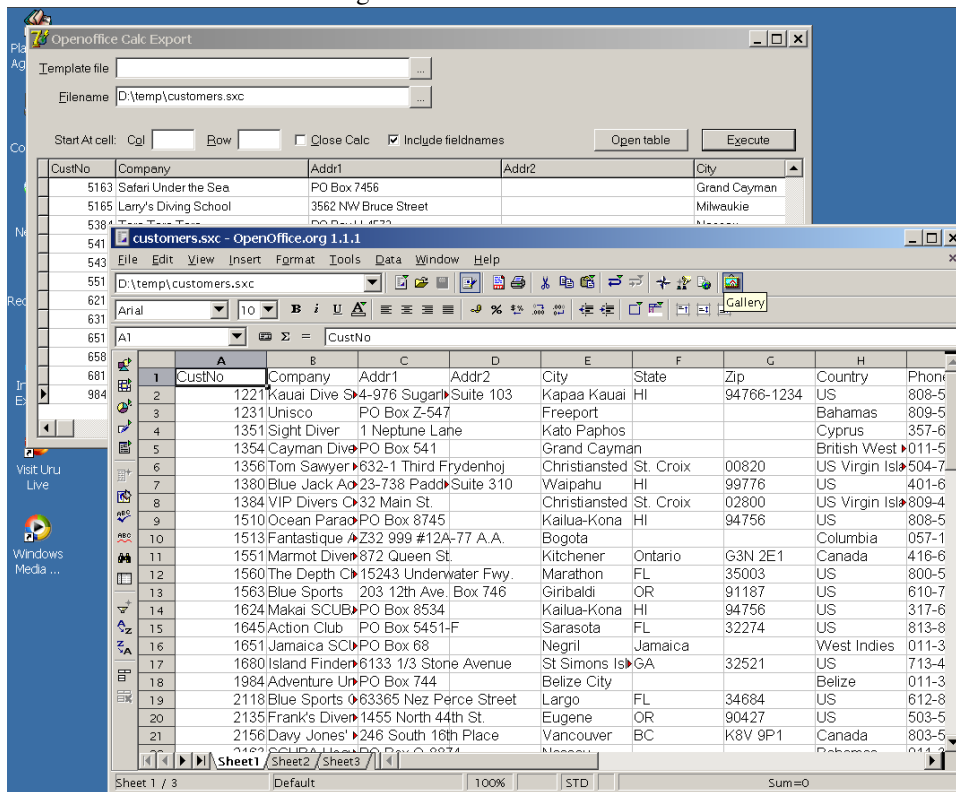 Openoffice Calc Export
Template file ...
Filename D:\temp\customers.sxc ...
Start At cell: Col Row Close Calc Include fieldnames Open table Execute
CustNo Company Addr1 Addr2 City
5163 Safari Under the Sea PO Box 7456 Grand Cayman
5165 Larry's Diving School 3562 NW Bruce Street Milwaukie
541
543
551
621
631
651
658
681
984
Visit Uru
Live
Windows
Media ...
customers.sxc - OpenOffice.org 1.1.1
File Edit View Insert Format Tools Data Window Help
D:\temp\customers.sxc
Gallery
Arial 10 B i U A
A1 Σ = CustNo
A B C D E F G H
1 CustNo Company Addr1 Addr2 City State Zip Country Phone
2 1221 Kauai Dive S 4-976 Sugarl Suite 103 Kapaa Kauai HI 94766-1234 US 808-5
3 1231 Unisco PO Box Z-547 Freeport Bahamas 809-5
4 1351 Sight Diver 1 Neptune Lane Kato Paphos Cyprus 357-6
5 1354 Cayman Dive PO Box 541 Grand Cayman British West 011-5
6 1356 Tom Sawyer 632-1 Third Frydenhoj Christiansted St. Croix 00820 US Virgin Isla 504-7
7 1380 Blue Jack Aq 23-738 Padd Suite 310 Waipahu HI 99776 US 401-6
8 1384 VIP Divers C 32 Main St. Christiansted St. Croix 02800 US Virgin Isla 809-4
9 1510 Ocean Parad PO Box 8745 Kailua-Kona HI 94756 US 808-5
10 1513 Fantastique A Z32 999 #12A-77 A.A. Bogota Columbia 057-1
11 1551 Marmot Diver 872 Queen St. Kitchener Ontario G3N 2E1 Canada 416-6
12 1560 The Depth Ch 15243 Underwater Fwy. Marathon FL 35003 US 800-5
13 1563 Blue Sports 203 12th Ave. Box 746 Giribaldi OR 91187 US 610-7
14 1624 Makai SCUBA PO Box 8534 Kailua-Kona HI 94756 US 317-6
15 1645 Action Club PO Box 5451-F Sarasota FL 32274 US 813-8
16 1651 Jamaica SCU PO Box 68 Negril Jamaica West Indies 011-3
17 1680 Island Finder 6133 1/3 Stone Avenue St Simons Isl GA 32521 US 713-4
18 1984 Adventure Un PO Box 744 Belize City Belize 011-3
19 2118 Blue Sports 63365 Nez Perce Street Largo FL 34684 US 612-8
20 2135 Frank's Diver 1455 North 44th St. Eugene OR 90427 US 503-5
21 2156 Davy Jones' 246 South 16th Place Vancouver BC K8V 9P1 Canada 803-5
Sheet1 Sheet2 Sheet3
Sheet 1 / 3 Default 100% STD Sum=0